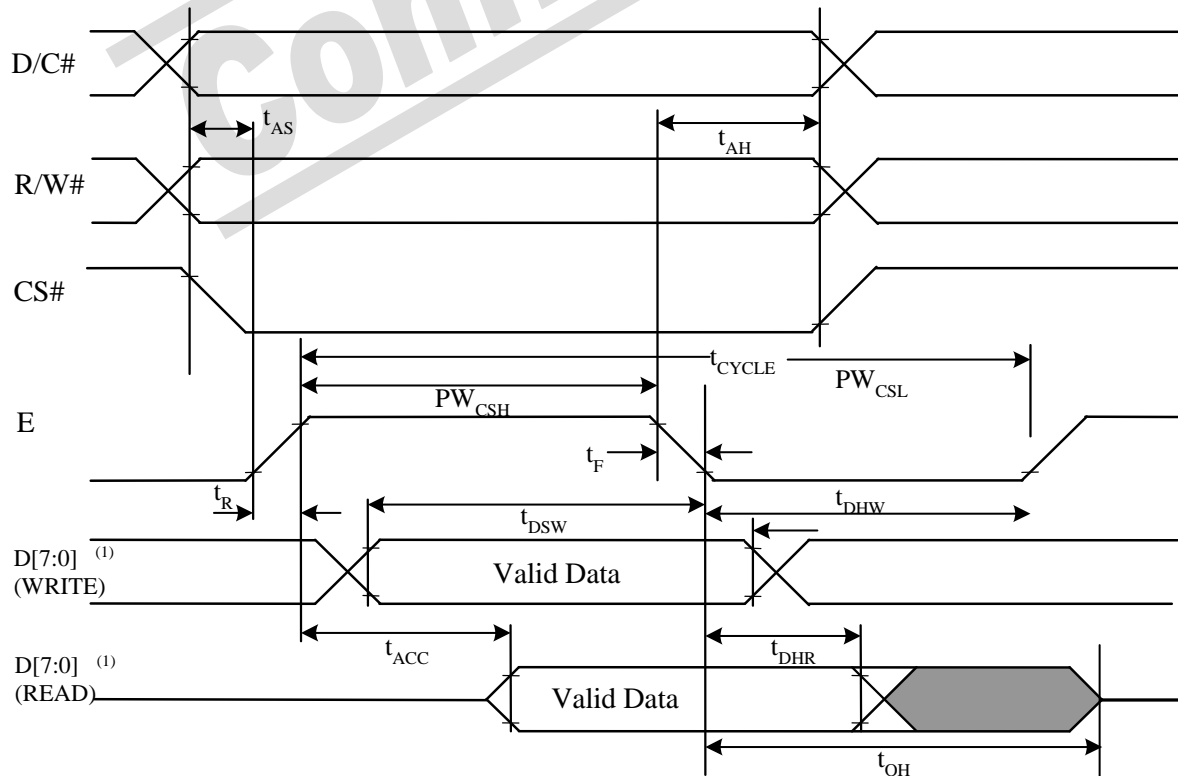 D/C#
t_AS
t_AH
R/W#
CS#
t_CYCLE
PW_CSH
PW_CSL
E
t_F
t_R
t_DSW
t_DHW
D[7:0] (1)
(WRITE)
Valid Data
t_ACC
t_DHR
D[7:0] (1)
(READ)
Valid Data
t_OH